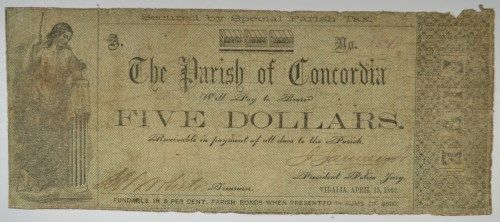 Secured by Special Parish Tax.
A. No.
The Parish of Concordia
Will Pay to Bearer
FIVE DOLLARS.
Receivable in payment of all dues to the Parish.
Treasurer. President Police Jury.
VIDALIA, APRIL 15, 1862.
FUNDABLE IN 8 PER CENT. PARISH BONDS WHEN PRESENTED IN SUMS OF $500.
FIVE